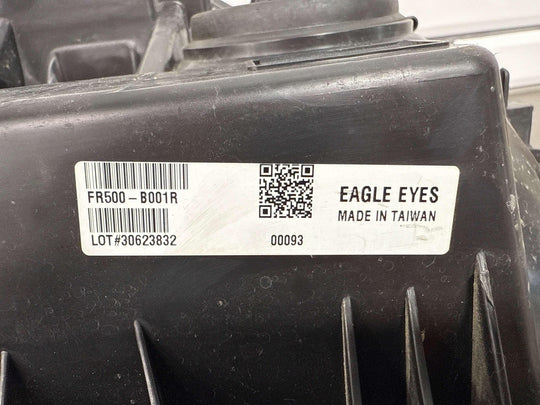 FR500-B001R
LOT#30623832
00093
EAGLE EYES
MADE IN TAIWAN